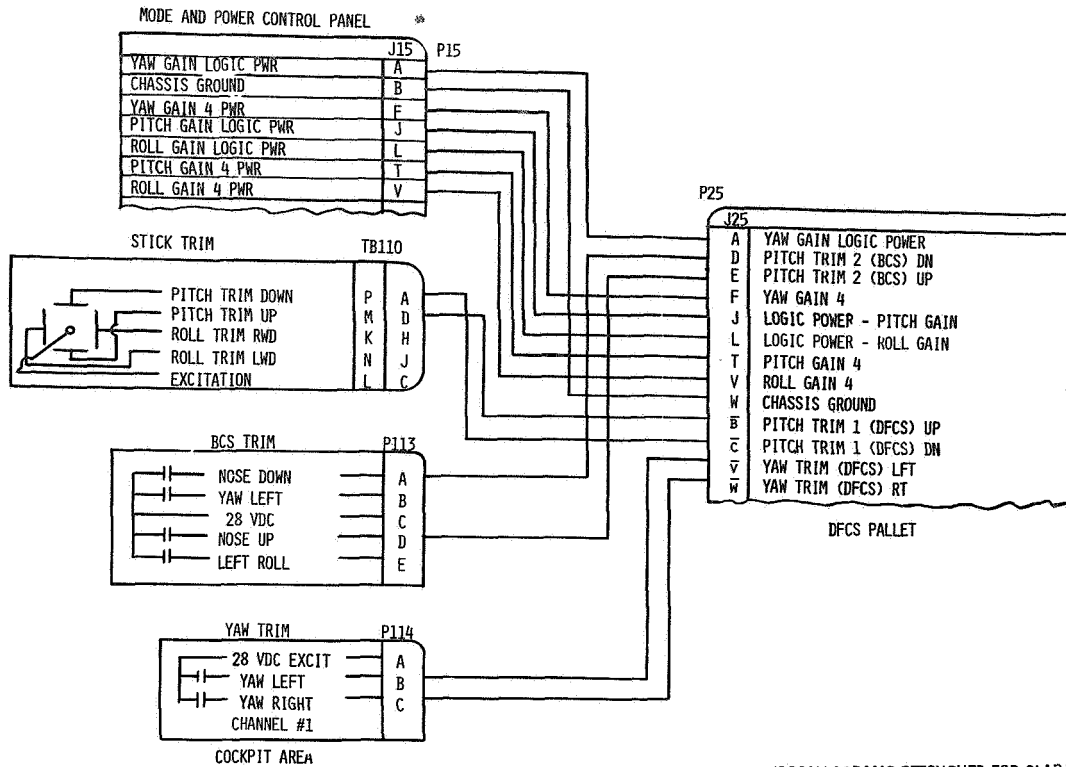 MODE AND POWER CONTROL PANEL *
J15 P15
YAW GAIN LOGIC PWR A
CHASSIS GROUND B
YAW GAIN 4 PWR F
PITCH GAIN LOGIC PWR J
ROLL GAIN LOGIC PWR L
PITCH GAIN 4 PWR T
ROLL GAIN 4 PWR V
STICK TRIM TB110
PITCH TRIM DOWN P A
PITCH TRIM UP M D
ROLL TRIM RWD K H
ROLL TRIM LWD N J
EXCITATION L C
BCS TRIM P113
NOSE DOWN A
YAW LEFT B
28 VDC C
NOSE UP D
LEFT ROLL E
YAW TRIM P114
28 VDC EXCIT A
YAW LEFT B
YAW RIGHT C
CHANNEL #1
COCKPIT AREA
P25
J25
A YAW GAIN LOGIC POWER
D PITCH TRIM 2 (BCS) DN
E PITCH TRIM 2 (BCS) UP
F YAW GAIN 4
J LOGIC POWER - PITCH GAIN
L LOGIC POWER - ROLL GAIN
T PITCH GAIN 4
V ROLL GAIN 4
W CHASSIS GROUND
B̅ PITCH TRIM 1 (DFCS) UP
C̅ PITCH TRIM 1 (DFCS) DN
V̅ YAW TRIM (DFCS) LFT
W̅ YAW TRIM (DFCS) RT
DFCS PALLET